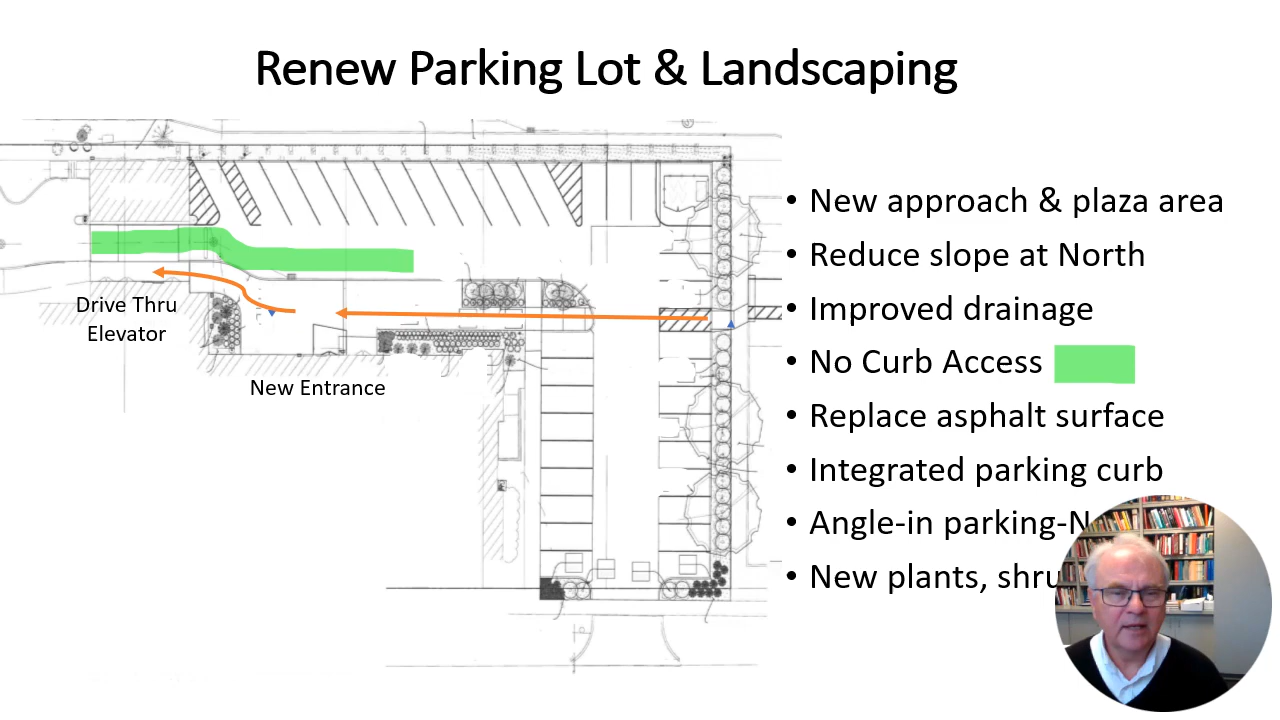 Renew Parking Lot & Landscaping
• New approach & plaza area
• Reduce slope at North
• Improved drainage
• No Curb Access
• Replace asphalt surface
• Integrated parking curb
• Angle-in parking-N
• New plants, shru
Drive Thru
Elevator
New Entrance